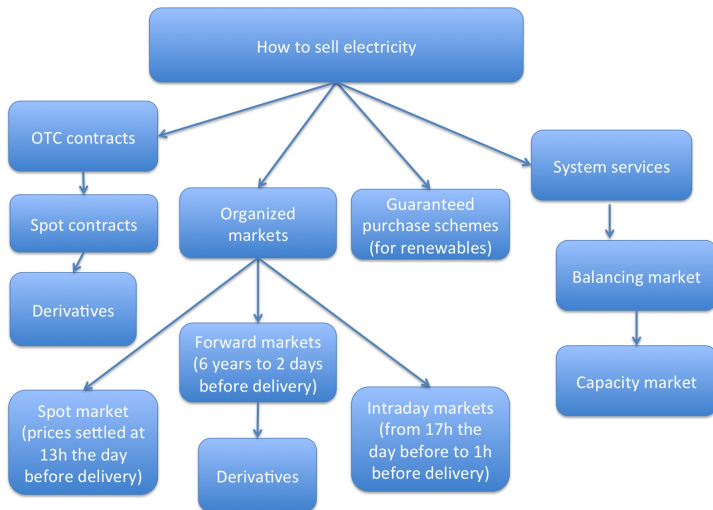 How to sell electricity
OTC contracts
System services
Spot contracts
Organized
markets
Guaranteed
purchase schemes
(for renewables)
Balancing market
Derivatives
Forward markets
(6 years to 2 days
before delivery)
Capacity market
Spot market
(prices settled at
13h the day
before delivery)
Derivatives
Intraday markets
(from 17h the
day before to 1h
before delivery)